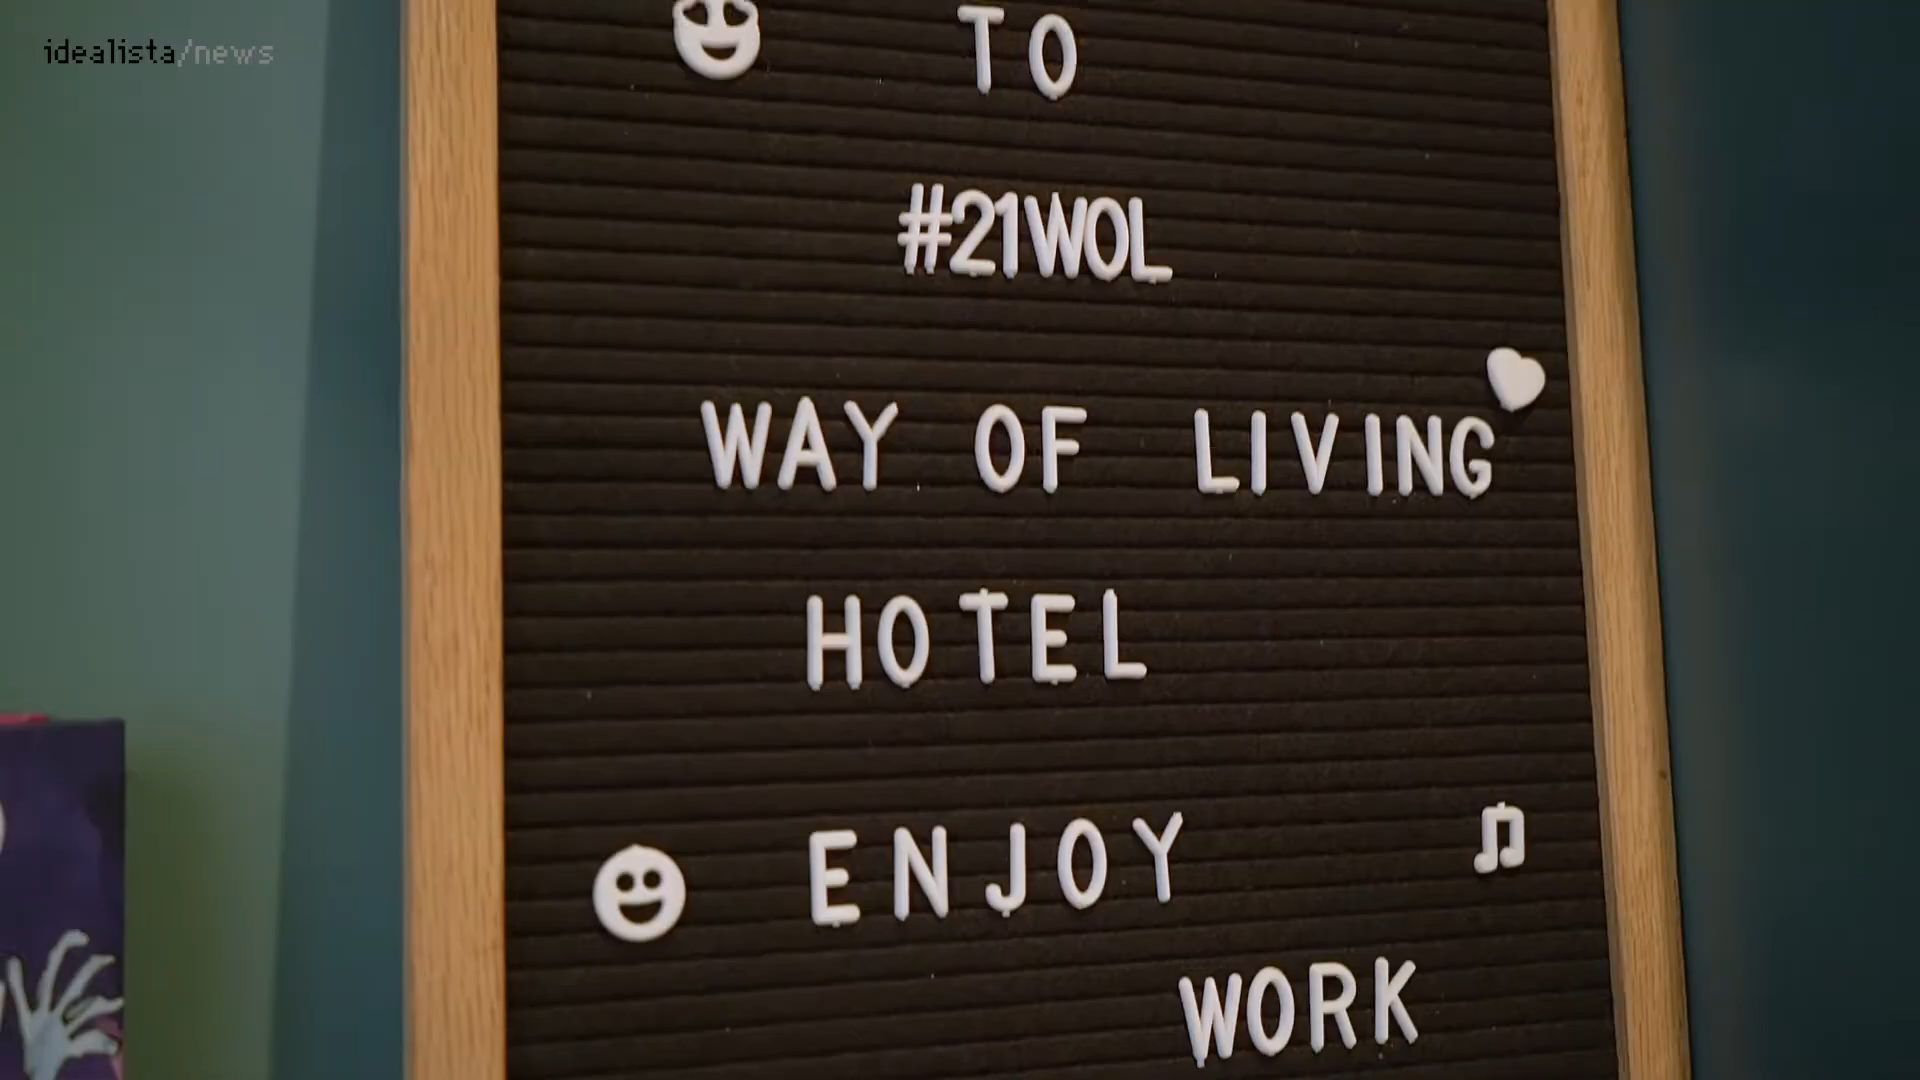 idealista/news
TO
#21WOL
WAY OF LIVING
HOTEL
ENJOY
WORK